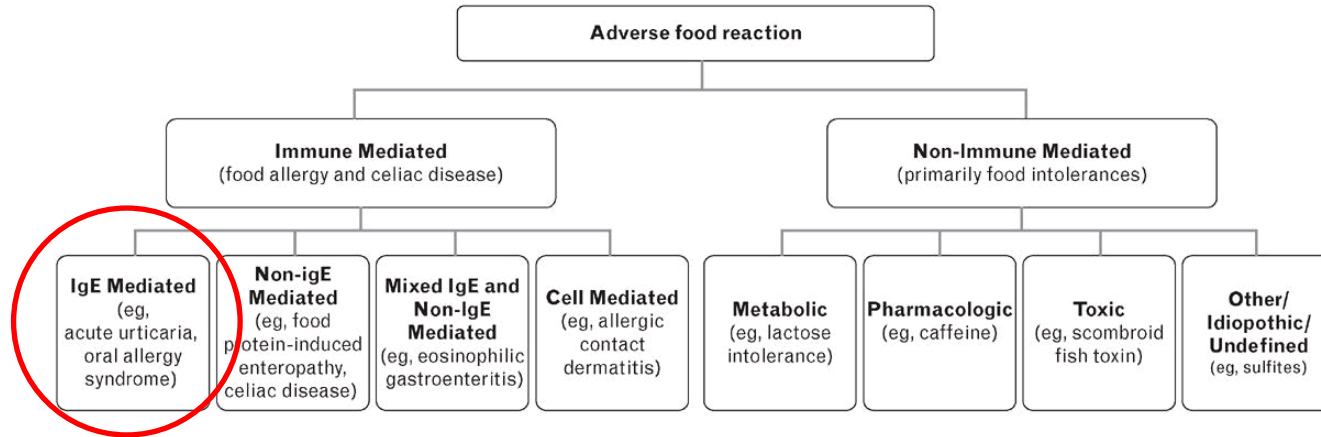 Adverse food reaction
Immune Mediated
(food allergy and celiac disease)
Non-Immune Mediated
(primarily food intolerances)
IgE Mediated
(eg,
acute urticaria,
oral allergy
syndrome)
Non-igE
Mediated
(eg, food
protein-induced
enteropathy,
celiac disease)
Mixed IgE and
Non-IgE
Mediated
(eg, eosinophilic
gastroenteritis)
Cell Mediated
(eg, allergic
contact
dermatitis)
Metabolic
(eg, lactose
intolerance)
Pharmacologic
(eg, caffeine)
Toxic
(eg, scombroid
fish toxin)
Other/
Idiopothic/
Undefined
(eg, sulfites)